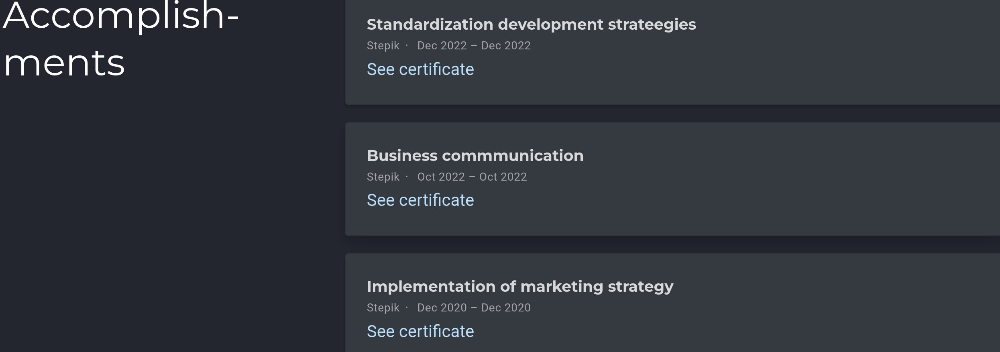 Accomplish-
ments
Standardization development strateegies
Stepik · Dec 2022 – Dec 2022
See certificate
Business commmunication
Stepik · Oct 2022 – Oct 2022
See certificate
Implementation of marketing strategy
Stepik · Dec 2020 – Dec 2020
See certificate